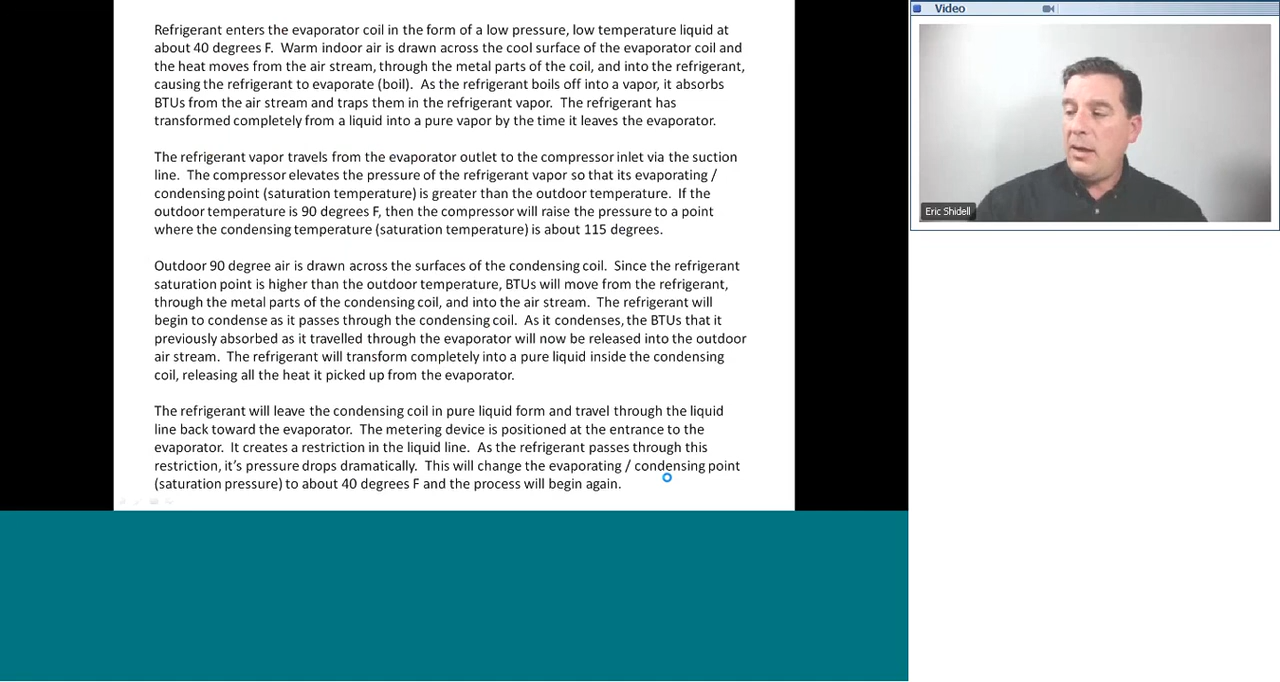 Refrigerant enters the evaporator coil in the form of a low pressure, low temperature liquid at
about 40 degrees F.  Warm indoor air is drawn across the cool surface of the evaporator coil and
the heat moves from the air stream, through the metal parts of the coil, and into the refrigerant,
causing the refrigerant to evaporate (boil).  As the refrigerant boils off into a vapor, it absorbs
BTUs from the air stream and traps them in the refrigerant vapor.  The refrigerant has
transformed completely from a liquid into a pure vapor by the time it leaves the evaporator.
The refrigerant vapor travels from the evaporator outlet to the compressor inlet via the suction
line.  The compressor elevates the pressure of the refrigerant vapor so that its evaporating /
condensing point (saturation temperature) is greater than the outdoor temperature.  If the
outdoor temperature is 90 degrees F, then the compressor will raise the pressure to a point
where the condensing temperature (saturation temperature) is about 115 degrees.
Outdoor 90 degree air is drawn across the surfaces of the condensing coil.  Since the refrigerant
saturation point is higher than the outdoor temperature, BTUs will move from the refrigerant,
through the metal parts of the condensing coil, and into the air stream.  The refrigerant will
begin to condense as it passes through the condensing coil.  As it condenses, the BTUs that it
previously absorbed as it travelled through the evaporator will now be released into the outdoor
air stream.  The refrigerant will transform completely into a pure liquid inside the condensing
coil, releasing all the heat it picked up from the evaporator.
The refrigerant will leave the condensing coil in pure liquid form and travel through the liquid
line back toward the evaporator.  The metering device is positioned at the entrance to the
evaporator.  It creates a restriction in the liquid line.  As the refrigerant passes through this
restriction, it's pressure drops dramatically.  This will change the evaporating / condensing point
(saturation pressure) to about 40 degrees F and the process will begin again.
Video
Eric Shidell